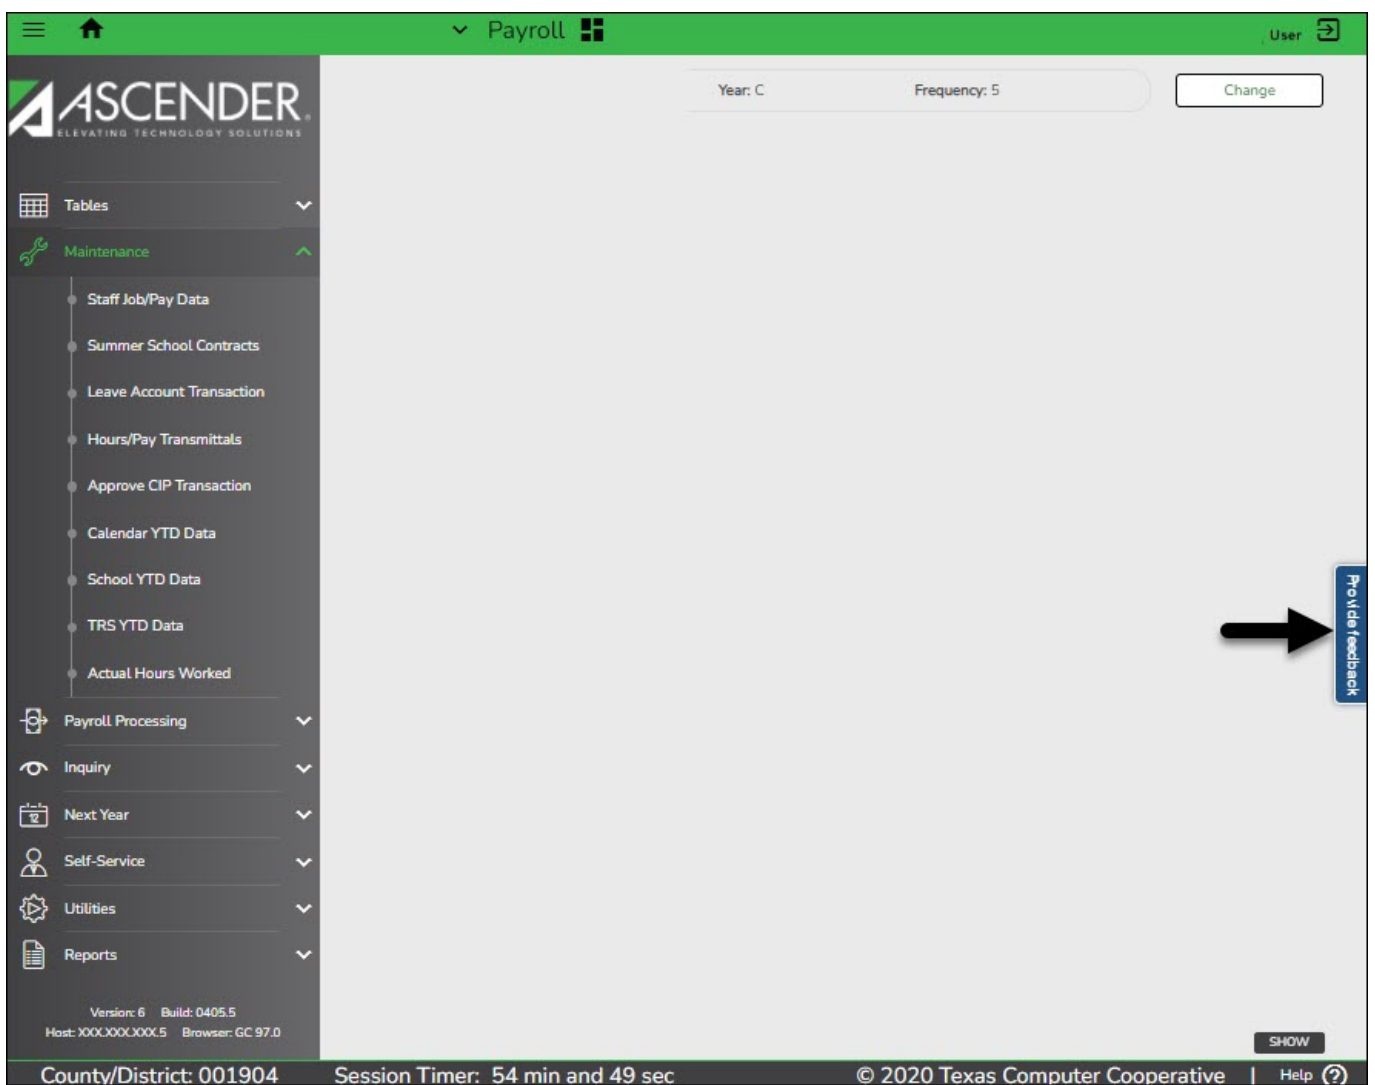 Payroll
User
ASCENDER
ELEVATING TECHNOLOGY SOLUTIONS
Year: C Frequency: 5 Change
Tables
Maintenance
Staff Job/Pay Data
Summer School Contracts
Leave Account Transaction
Hours/Pay Transmittals
Approve CIP Transaction
Calendar YTD Data
School YTD Data
TRS YTD Data
Actual Hours Worked
Provide feedback
Payroll Processing
Inquiry
12
Next Year
Self-Service
Utilities
Reports
Version: 6 Build: 0405.5
Host: XXX.XXX.XXX.5 Browser: GC 97.0
SHOW
County/District: 001904 Session Timer: 54 min and 49 sec © 2020 Texas Computer Cooperative | Help ?